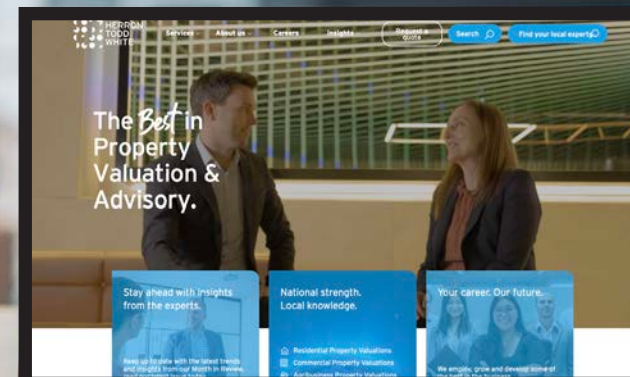 HERRON
TODD
WHITE
Services
About us
Careers
Insights
Request a
quote
Search
Find your local experts
The Best in
Property
Valuation &
Advisory.
Stay ahead with insights
from the experts.
Keep up to date with the latest trends
and insights from our Month in Review,
National strength.
Local knowledge.
Residential Property Valuations
Commercial Property Valuations
Agribusiness Property Valuations
Your career. Our future.
We employ, grow and develop some of
the best in the business